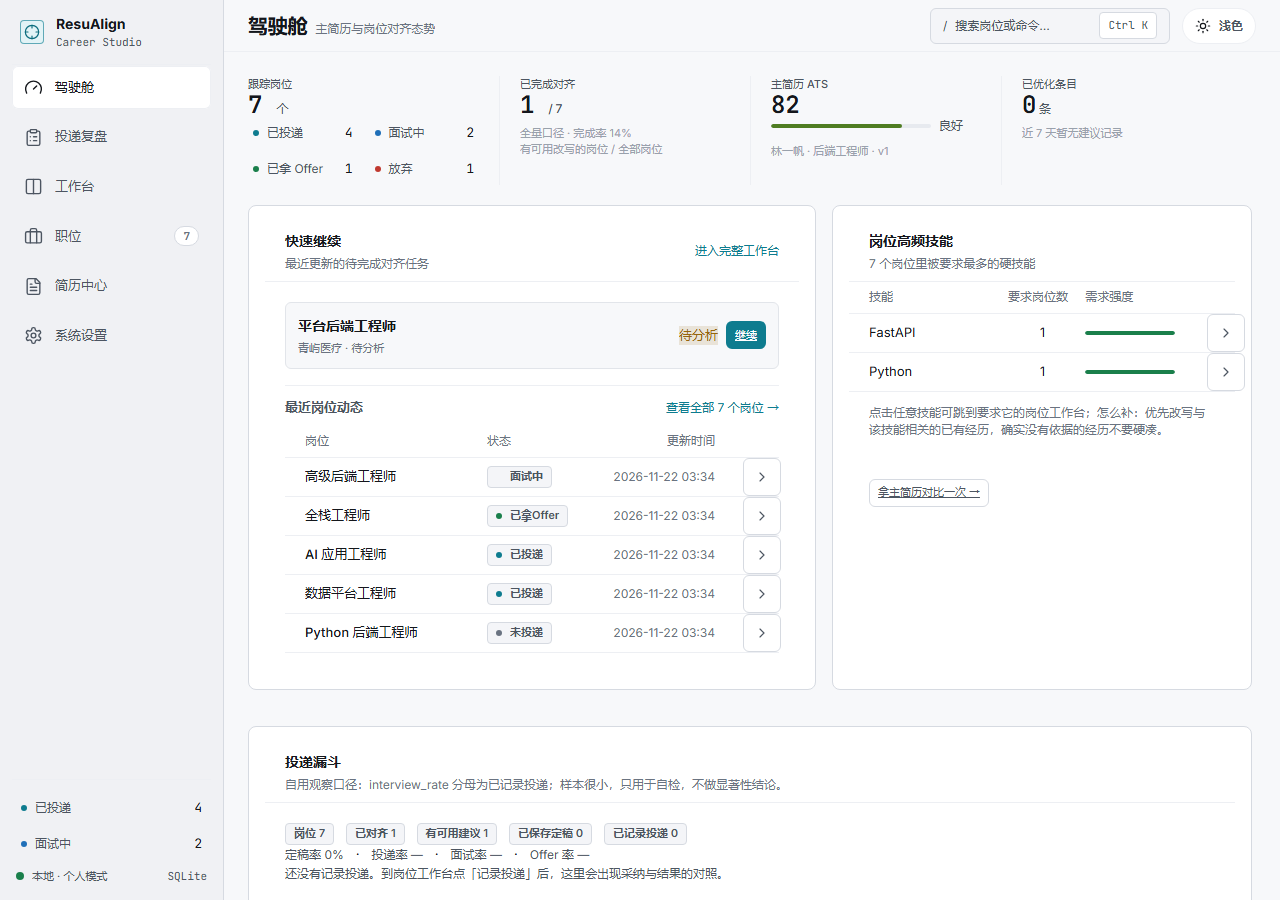 ResuAlign
Career Studio
驾驶舱
投递复盘
工作台
职位 7
简历中心
系统设置
已投递 4
面试中 2
本地 · 个人模式 SQLite
驾驶舱 主简历与岗位对齐态势
/ 搜索岗位或命令... Ctrl K
浅色
跟踪岗位
7 个
已投递 4 面试中 2
已拿 Offer 1 放弃 1
已完成对齐
1 / 7
全量口径 · 完成率 14%
有可用改写的岗位 / 全部岗位
主简历 ATS
82
良好
林一帆 · 后端工程师 · v1
已优化条目
0 条
近 7 天暂无建议记录
快速继续
最近更新的待完成对齐任务
进入完整工作台
平台后端工程师
青屿医疗 · 待分析
待分析 继续
最近岗位动态 查看全部 7 个岗位 →
岗位 状态 更新时间
高级后端工程师 面试中 2026-11-22 03:34
全栈工程师 已拿Offer 2026-11-22 03:34
AI 应用工程师 已投递 2026-11-22 03:34
数据平台工程师 已投递 2026-11-22 03:34
Python 后端工程师 未投递 2026-11-22 03:34
岗位高频技能
7 个岗位里被要求最多的硬技能
技能 要求岗位数 需求强度
FastAPI 1
Python 1
点击任意技能可跳到要求它的岗位工作台；怎么补：优先改写与
该技能相关的已有经历，确实没有依据的经历不要硬凑。
拿主简历对比一次 →
投递漏斗
自用观察口径：interview_rate 分母为已记录投递；样本很小，只用于自检，不做显著性结论。
岗位 7 已对齐 1 有可用建议 1 已保存定稿 0 已记录投递 0
定稿率 0% · 投递率 — · 面试率 — · Offer 率 —
还没有记录投递。到岗位工作台点「记录投递」后，这里会出现采纳与结果的对照。